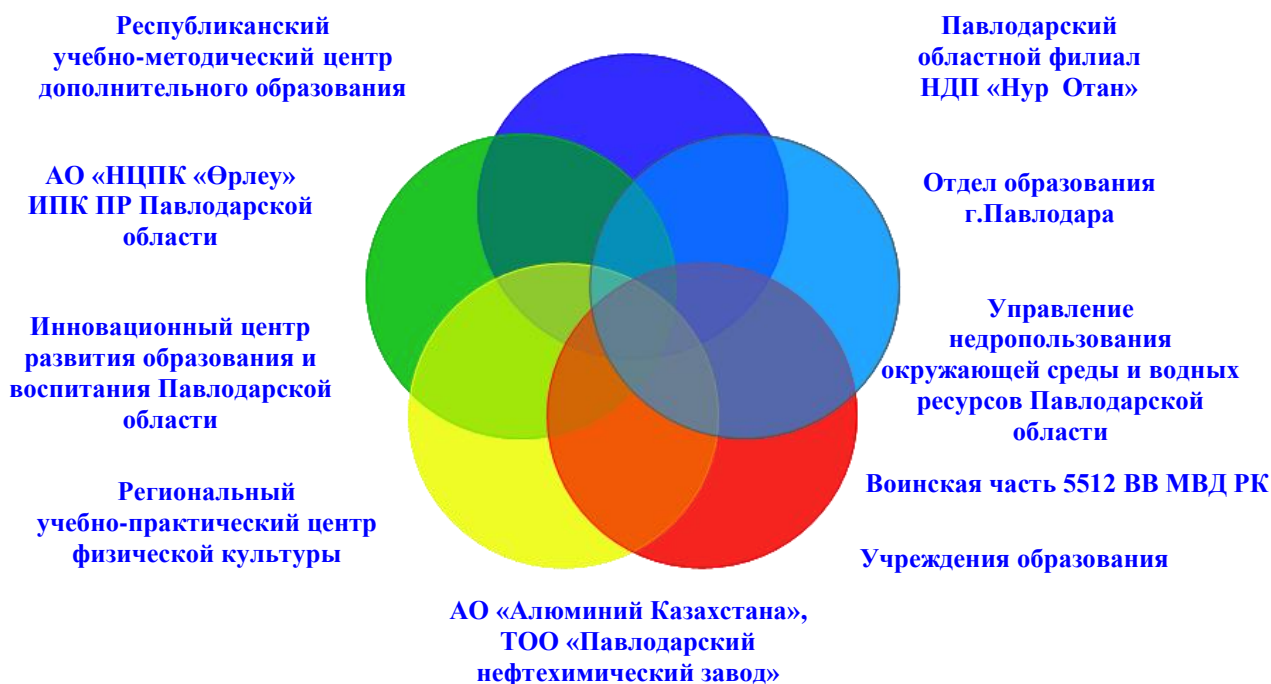 Республиканский
учебно-методический центр
дополнительного образования
АО «НЦПК «Өрлеу»
ИПК ПР Павлодарской
области
Инновационный центр
развития образования и
воспитания Павлодарской
области
Региональный
учебно-практический центр
физической культуры
Павлодарский
областной филиал
НДП «Нур Отан»
Отдел образования
г.Павлодара
Управление
недропользования
окружающей среды и водных
ресурсов Павлодарской
области
Воинская часть 5512 ВВ МВД РК
Учреждения образования
АО «Алюминий Казахстана»,
ТОО «Павлодарский
нефтехимический завод»